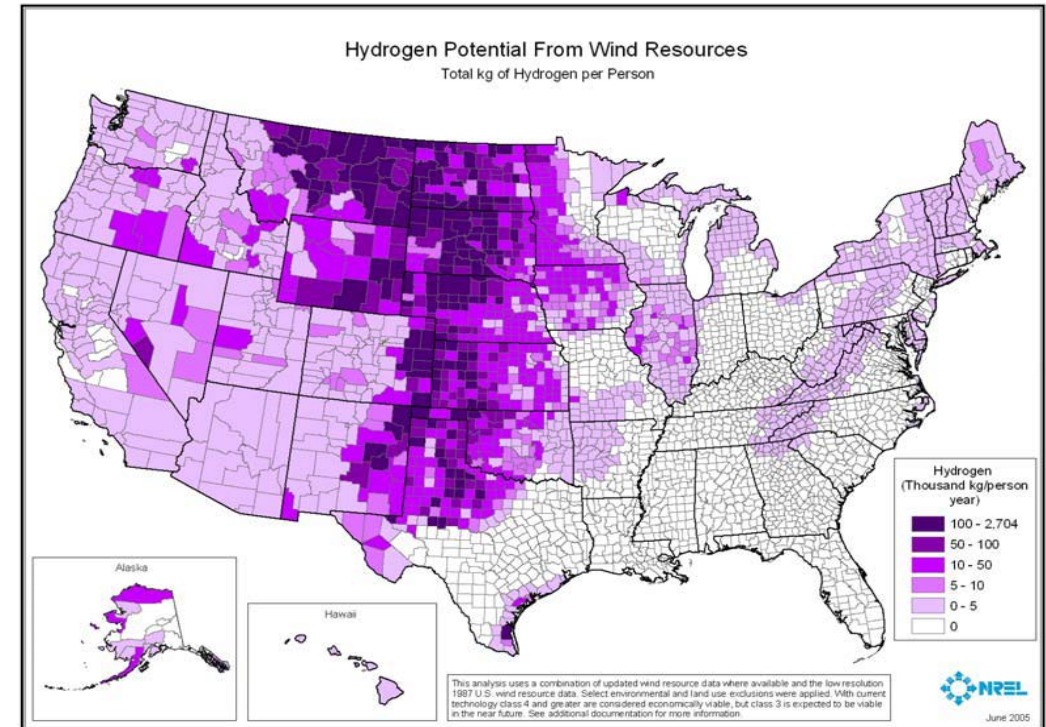 Hydrogen Potential From Wind Resources
Total kg of Hydrogen per Person
Hydrogen
(Thousand kg/person
year)
100 - 2,704
50 - 100
10 - 50
5 - 10
0 - 5
0
Alaska
Hawaii
This analysis uses a combination of updated wind resource data where available and the low resolution
1987 U.S. wind resource data. Select environmental and land use exclusions were applied. With current
technology class 4 and greater are considered economically viable, but class 3 is expected to be viable
in the near future. See additional documentation for more information.
NREL
June 2005